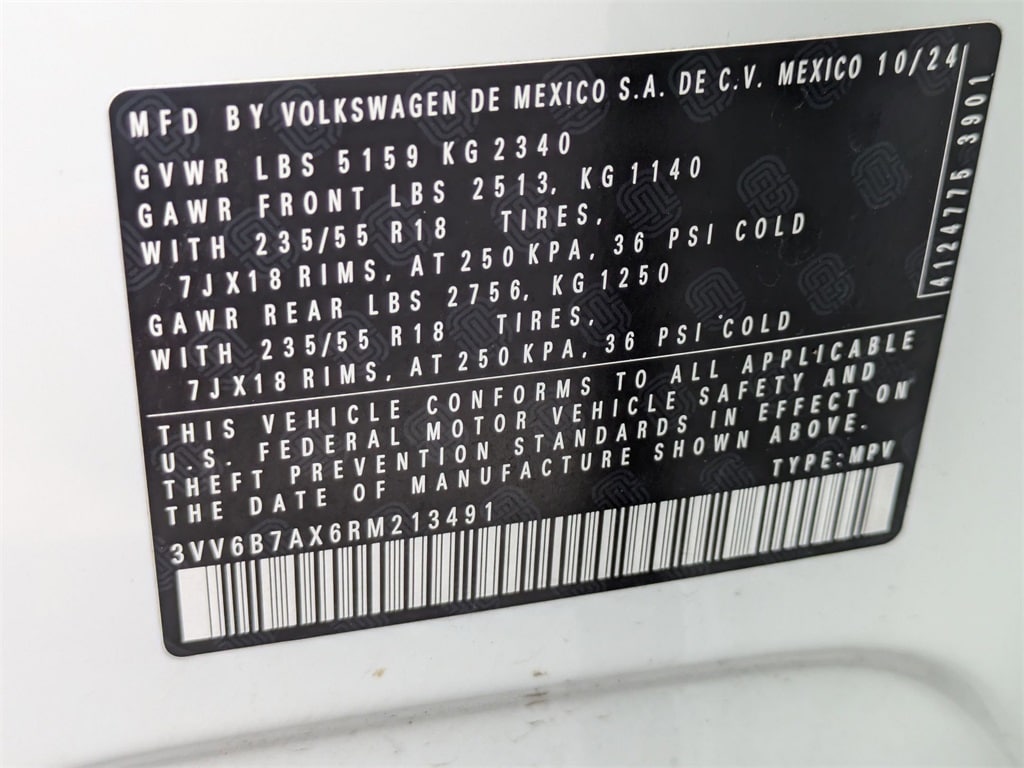 MFD BY VOLKSWAGEN DE MEXICO S.A. DE C.V. MEXICO 10/24
GVWR LBS 5159 KG 2340
GAWR FRONT LBS 2513, KG 1140
WITH 235/55 R18 TIRES,
7JX18 RIMS, AT 250 KPA, 36 PSI COLD
GAWR REAR LBS 2756, KG 1250
WITH 235/55 R18 TIRES,
7JX18 RIMS, AT 250 KPA, 36 PSI COLD
4124775 3901
THIS VEHICLE CONFORMS TO ALL APPLICABLE
U.S. FEDERAL MOTOR VEHICLE SAFETY AND
THEFT PREVENTION STANDARDS IN EFFECT ON
THE DATE OF MANUFACTURE SHOWN ABOVE.
TYPE:MPV
3VV6B7AX6RM213491